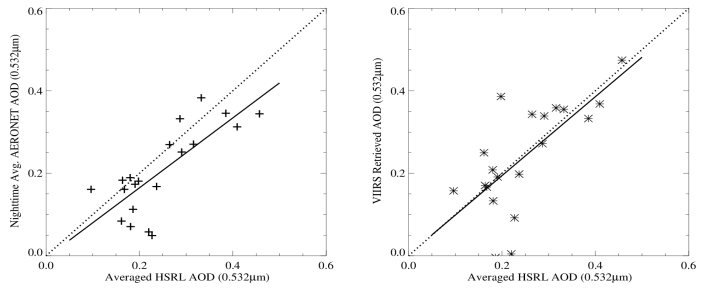 0.6
0.4
0.2
0.0
Nighttime Avg. AERONET AOD (0.532μm)
0.0 0.2 0.4 0.6
Averaged HSRL AOD (0.532μm)
0.6
0.4
0.2
0.0
VIIRS Retrieved AOD (0.532μm)
0.0 0.2 0.4 0.6
Averaged HSRL AOD (0.532μm)